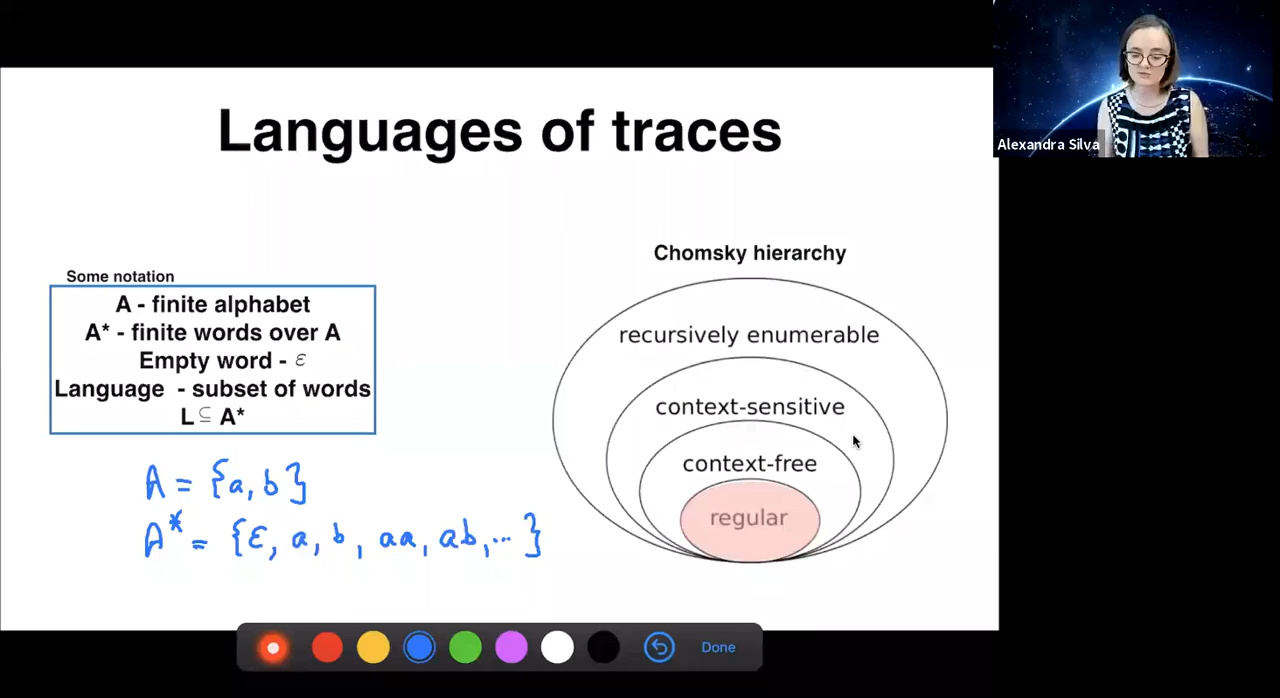 Languages of traces
Alexandra Silva
Some notation
A - finite alphabet
A* - finite words over A
Empty word - ε
Language - subset of words
L ⊆ A*
A = {a, b}
A* = {ε, a, b, aa, ab, ... }
Chomsky hierarchy
recursively enumerable
context-sensitive
context-free
regular
Done